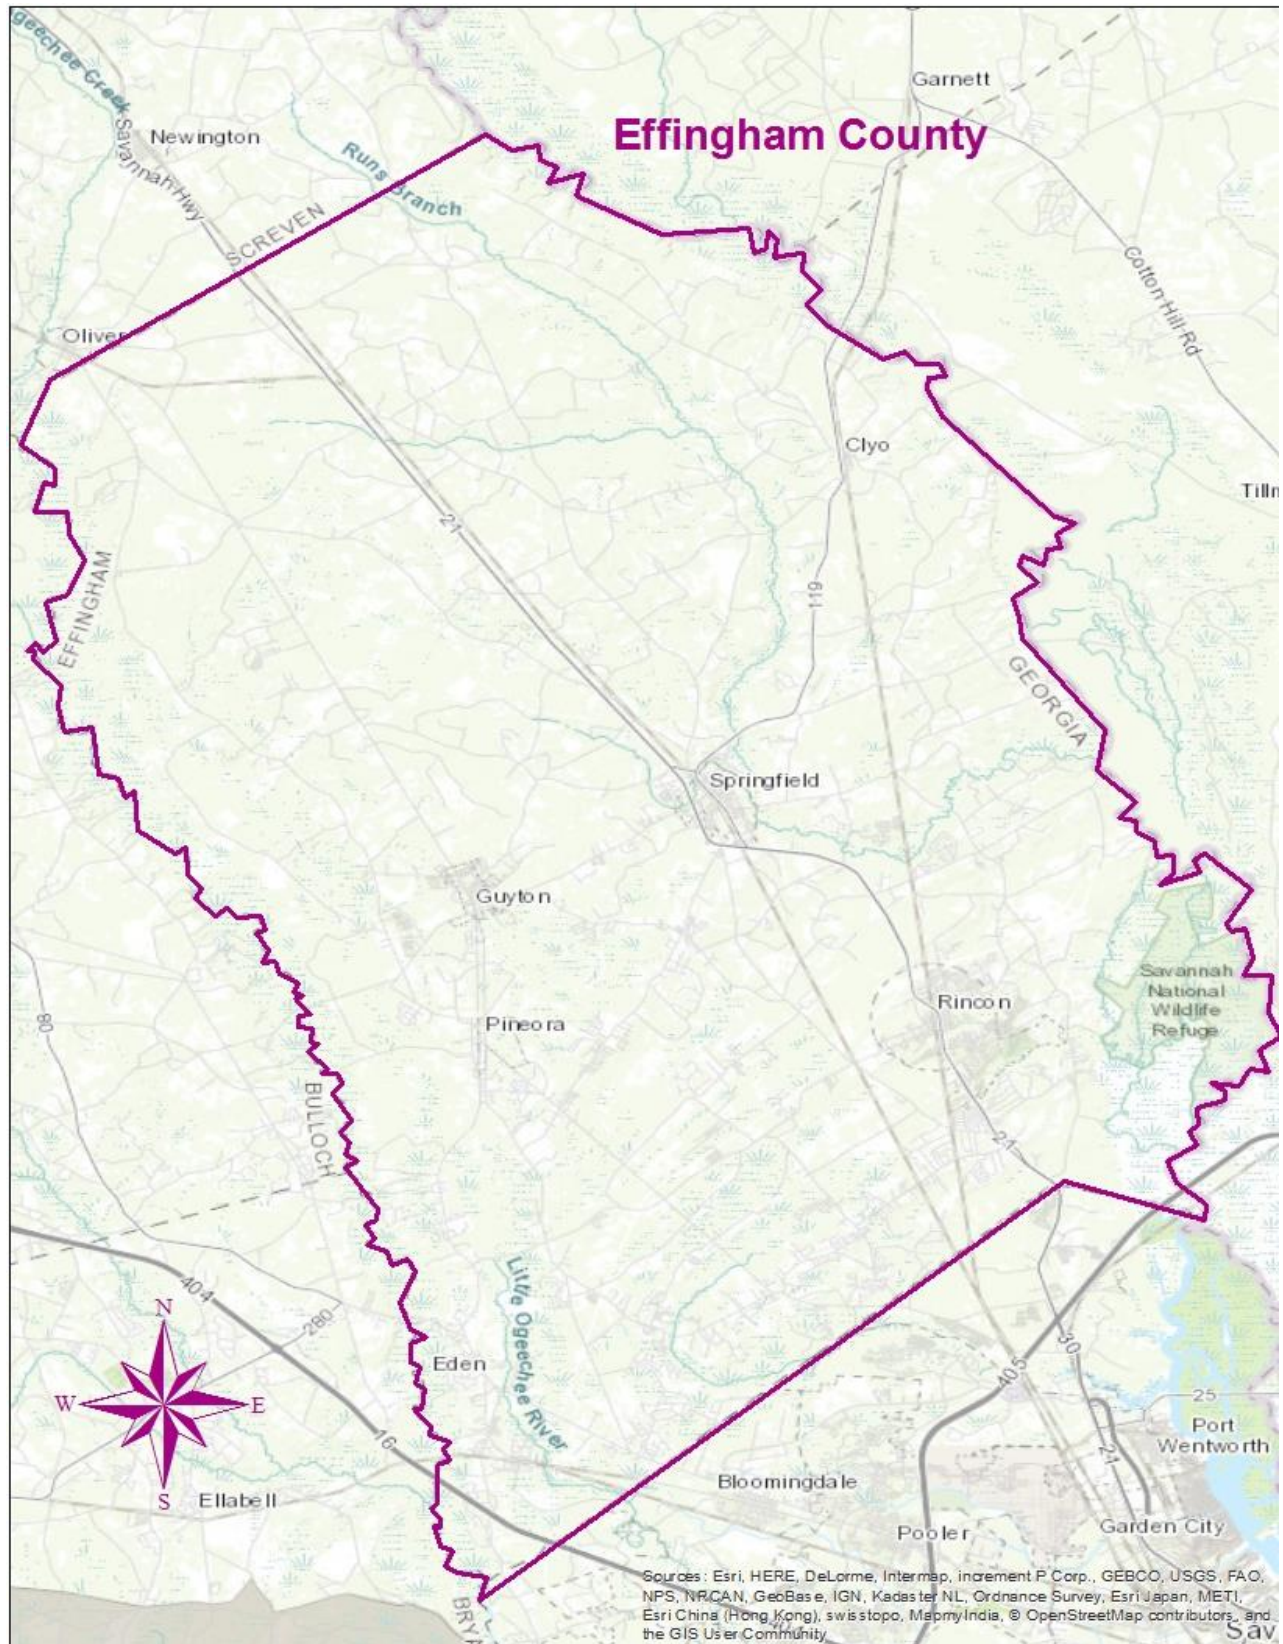 Garnett
Effingham County
geechee Creek
Savannah Hwy
Newington
Runs Branch
SCREVEN
Cotton Hill Rd
Oliver
Clyo
Tilln
21
EFFINGHAM
119
GEORGIA
Springfield
Guyton
Savannah
National
Wildlife
Refuge
Rincon
Pineora
80
BULLOCH
21
404
N
280
Little Ogeechee River
Eden
30
405
25
W
E
Port
Wentworth
16
21
S
Ellabell
Bloomingdale
Pooler
Garden City
Sources: Esri, HERE, DeLorme, Intermap, increment P Corp., GEBCO, USGS, FAO,
NPS, NRCAN, GeoBase, IGN, Kadaster NL, Ordnance Survey, Esri Japan, METI,
Esri China (Hong Kong), swisstopo, MapmyIndia, © OpenStreetMap contributors, and
the GIS User Community
Sav